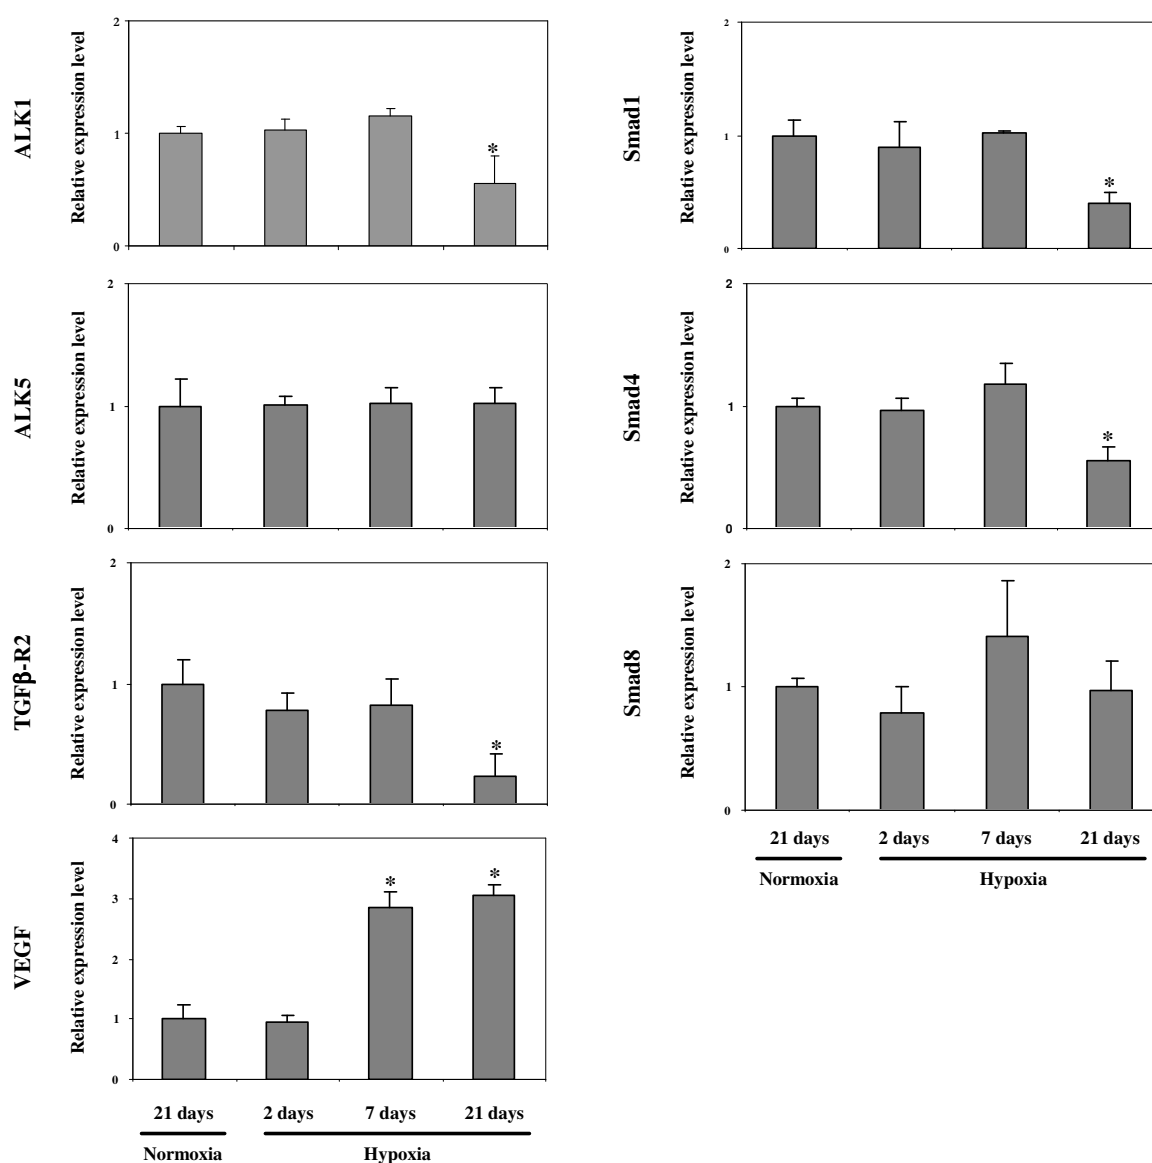 ALK1
Relative expression level
2
1
0
*
Smad1
Relative expression level
2
1
0
*
ALK5
Relative expression level
2
1
0
Smad4
Relative expression level
2
1
0
*
TGFβ-R2
Relative expression level
2
1
0
*
Smad8
Relative expression level
2
1
0
21 days 2 days 7 days 21 days
Normoxia Hypoxia
VEGF
Relative expression level
4
3
2
1
0
* *
21 days 2 days 7 days 21 days
Normoxia Hypoxia